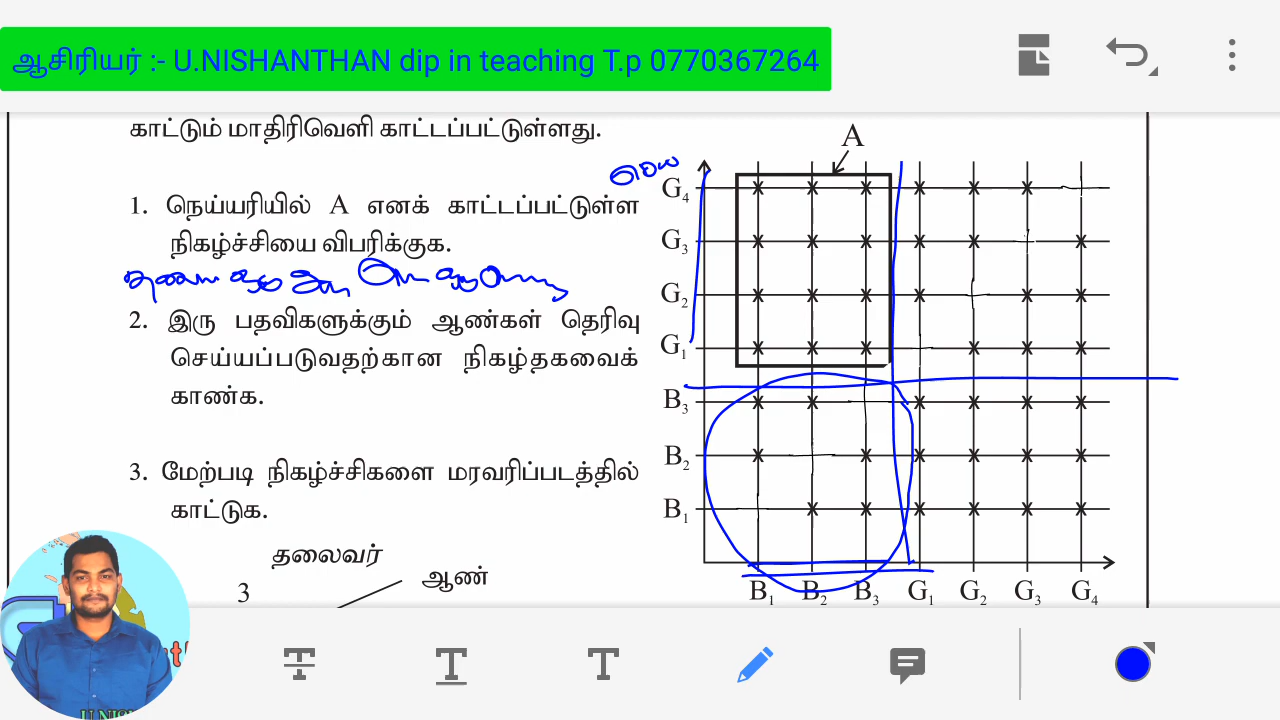 ஆசிரியர் :- U.NISHANTHAN dip in teaching T.p 0770367264
காட்டும் மாதிரிவெளி காட்டப்பட்டுள்ளது.
1. நெய்யரியில் A எனக் காட்டப்பட்டுள்ள
நிகழ்ச்சியை விபரிக்குக.
2. இரு பதவிகளுக்கும் ஆண்கள் தெரிவு
செய்யப்படுவதற்கான நிகழ்தகவைக்
காண்க.
3. மேற்படி நிகழ்ச்சிகளை மரவரிப்படத்தில்
காட்டுக.
தலைவர்
3
ஆண்
A
G4
G3
G2
G1
B3
B2
B1
B1 B2 B3 G1 G2 G3 G4
T T T